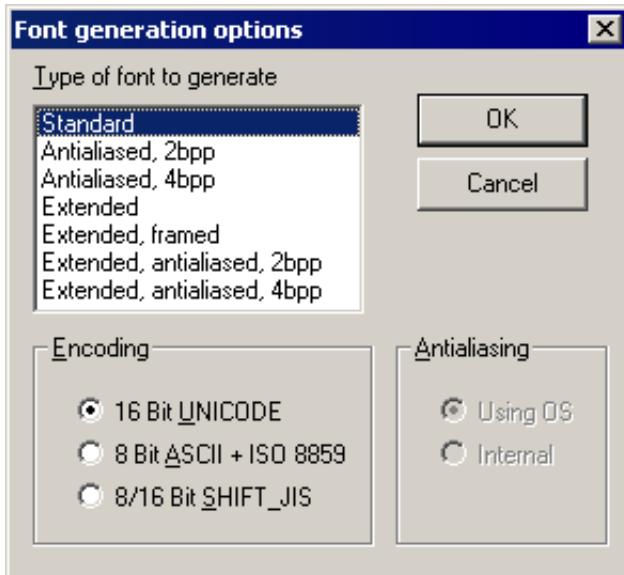 Font generation options
Type of font to generate
Standard
Antialiased, 2bpp
Antialiased, 4bpp
Extended
Extended, framed
Extended, antialiased, 2bpp
Extended, antialiased, 4bpp
OK
Cancel
Encoding
16 Bit UNICODE
8 Bit ASCII + ISO 8859
8/16 Bit SHIFT_JIS
Antialiasing
Using OS
Internal